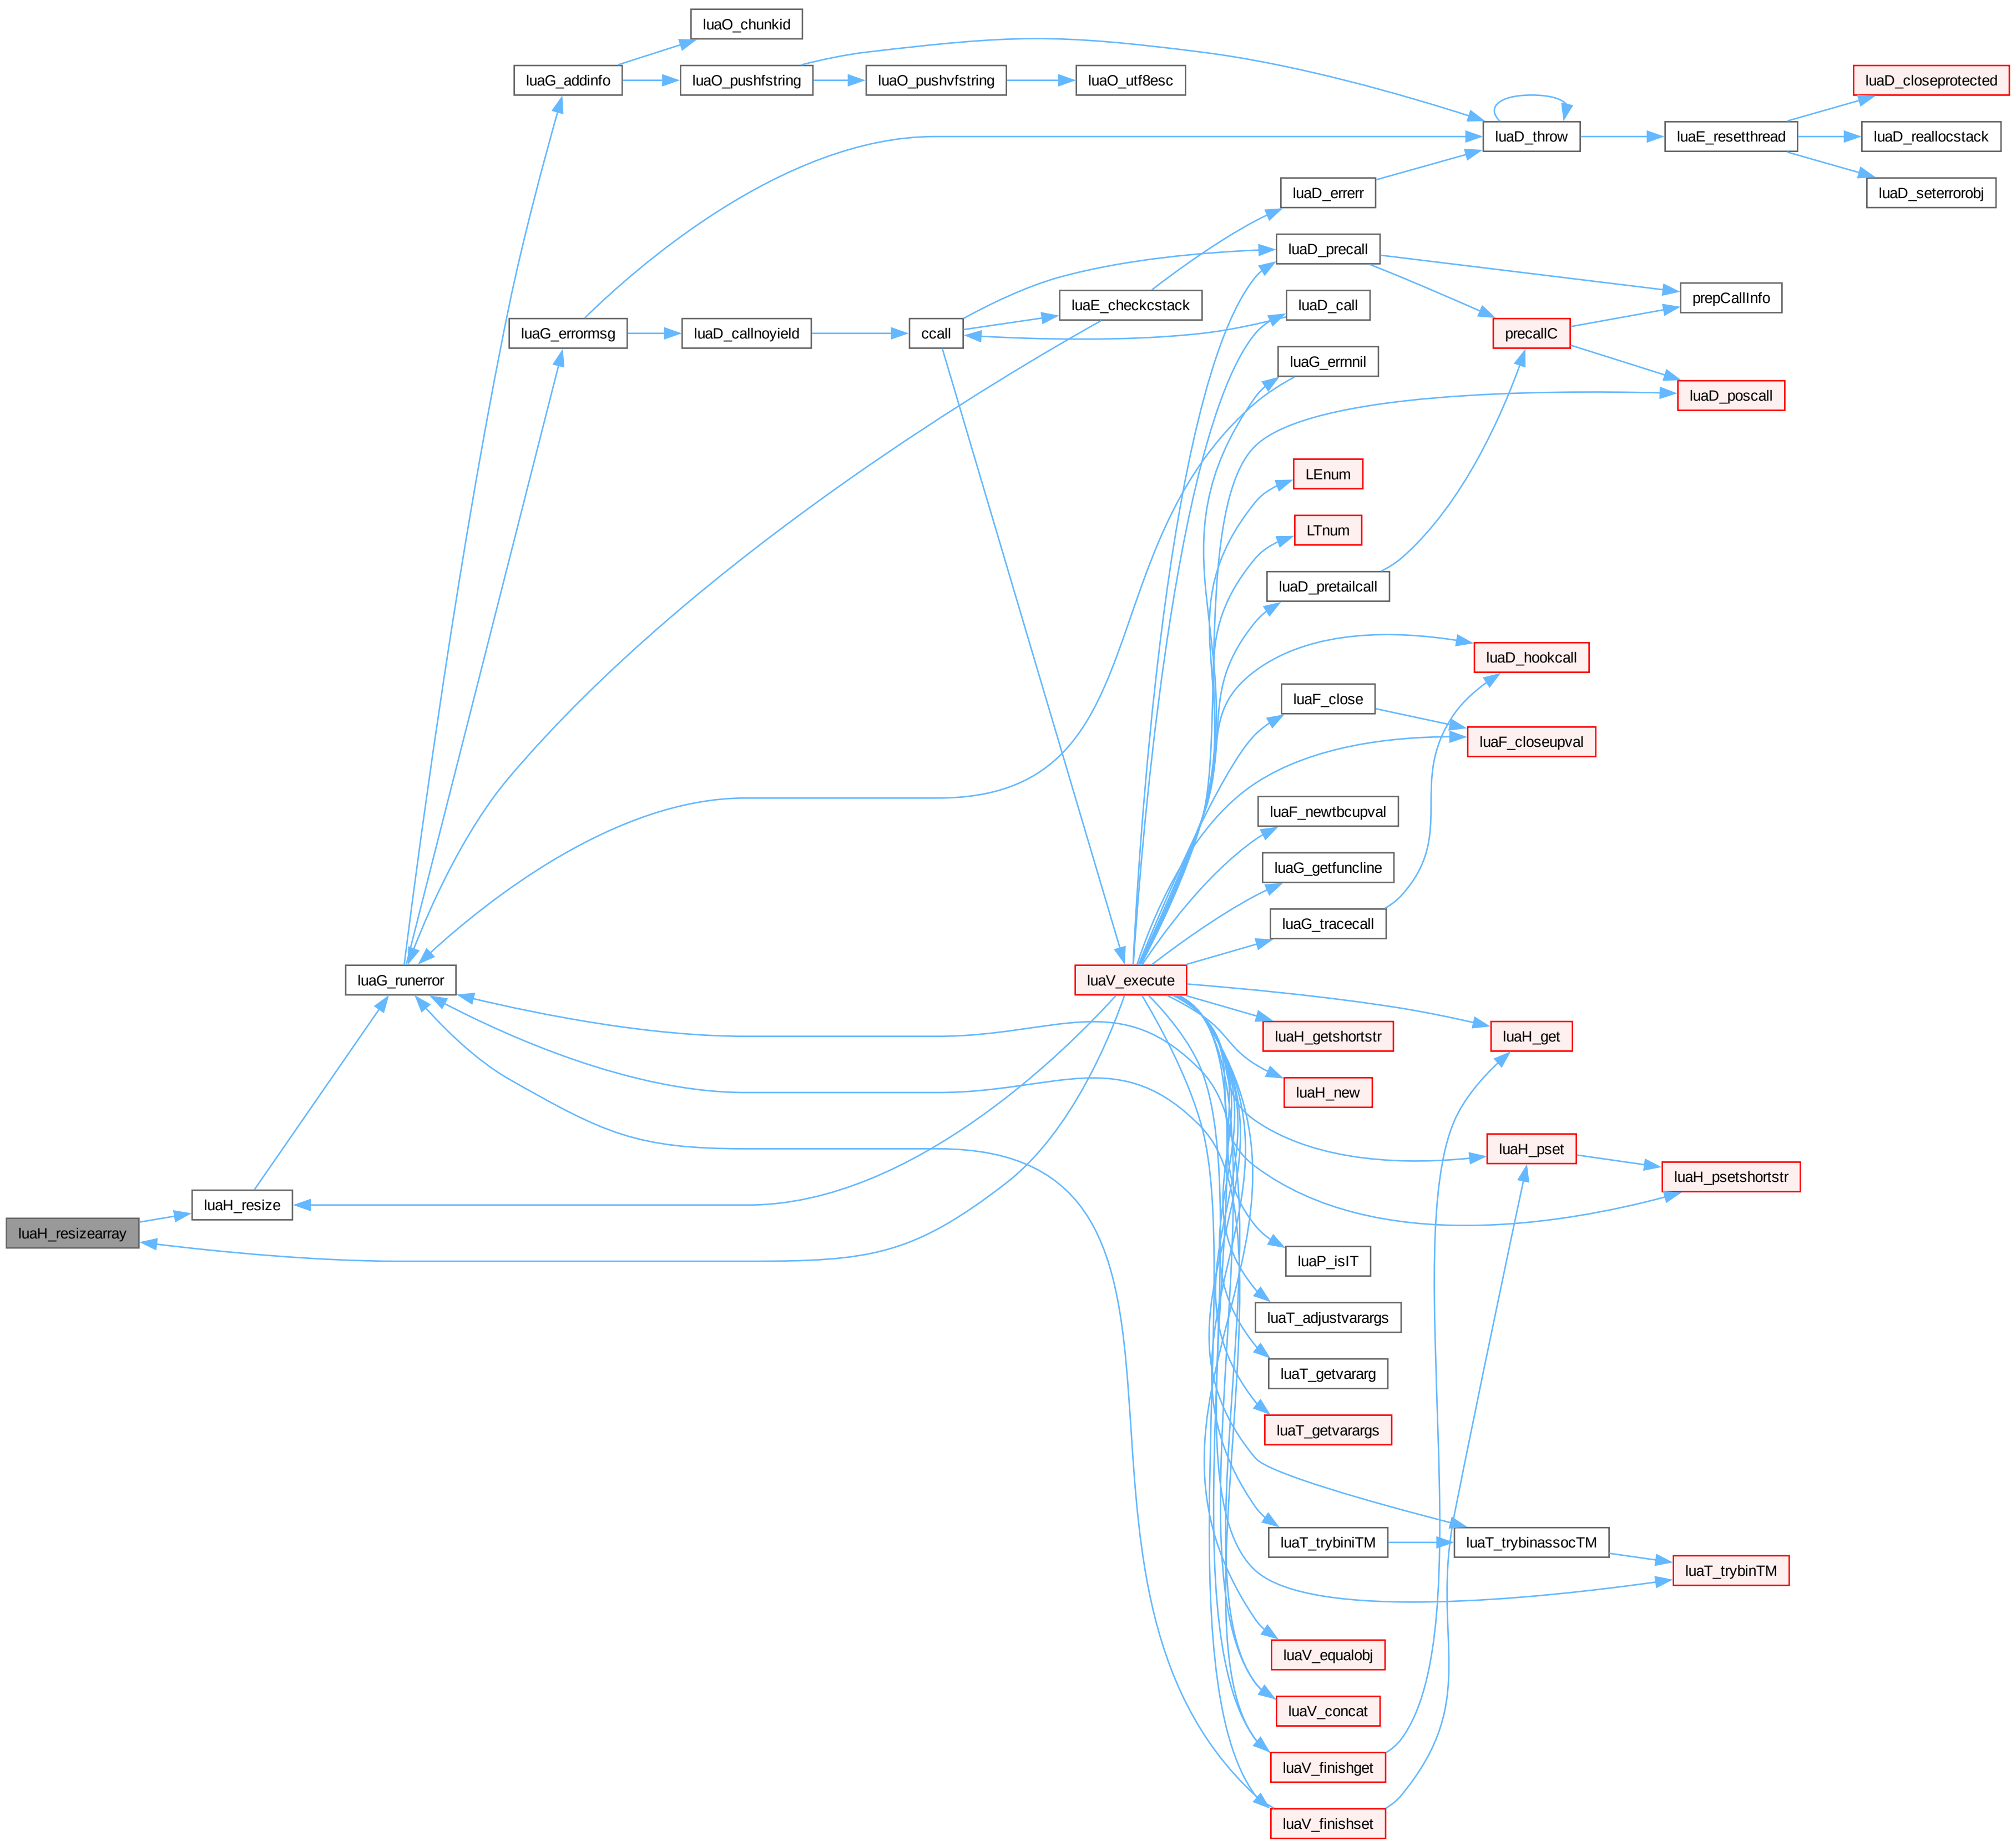 luaO_chunkid
luaG_addinfo
luaO_pushfstring
luaO_pushvfstring
luaO_utf8esc
luaD_closeprotected
luaD_throw
luaE_resetthread
luaD_reallocstack
luaD_errerr
luaD_seterrorobj
luaD_precall
luaE_checkcstack
luaD_call
prepCallInfo
luaG_errormsg
luaD_callnoyield
ccall
precallC
luaG_errnnil
luaD_poscall
LEnum
LTnum
luaD_pretailcall
luaD_hookcall
luaF_close
luaF_closeupval
luaF_newtbcupval
luaG_getfuncline
luaG_tracecall
luaG_runerror
luaV_execute
luaH_getshortstr
luaH_get
luaH_new
luaH_pset
luaH_psetshortstr
luaH_resize
luaH_resizearray
luaP_isIT
luaT_adjustvarargs
luaT_getvararg
luaT_getvarargs
luaT_trybiniTM
luaT_trybinassocTM
luaT_trybinTM
luaV_equalobj
luaV_concat
luaV_finishget
luaV_finishset